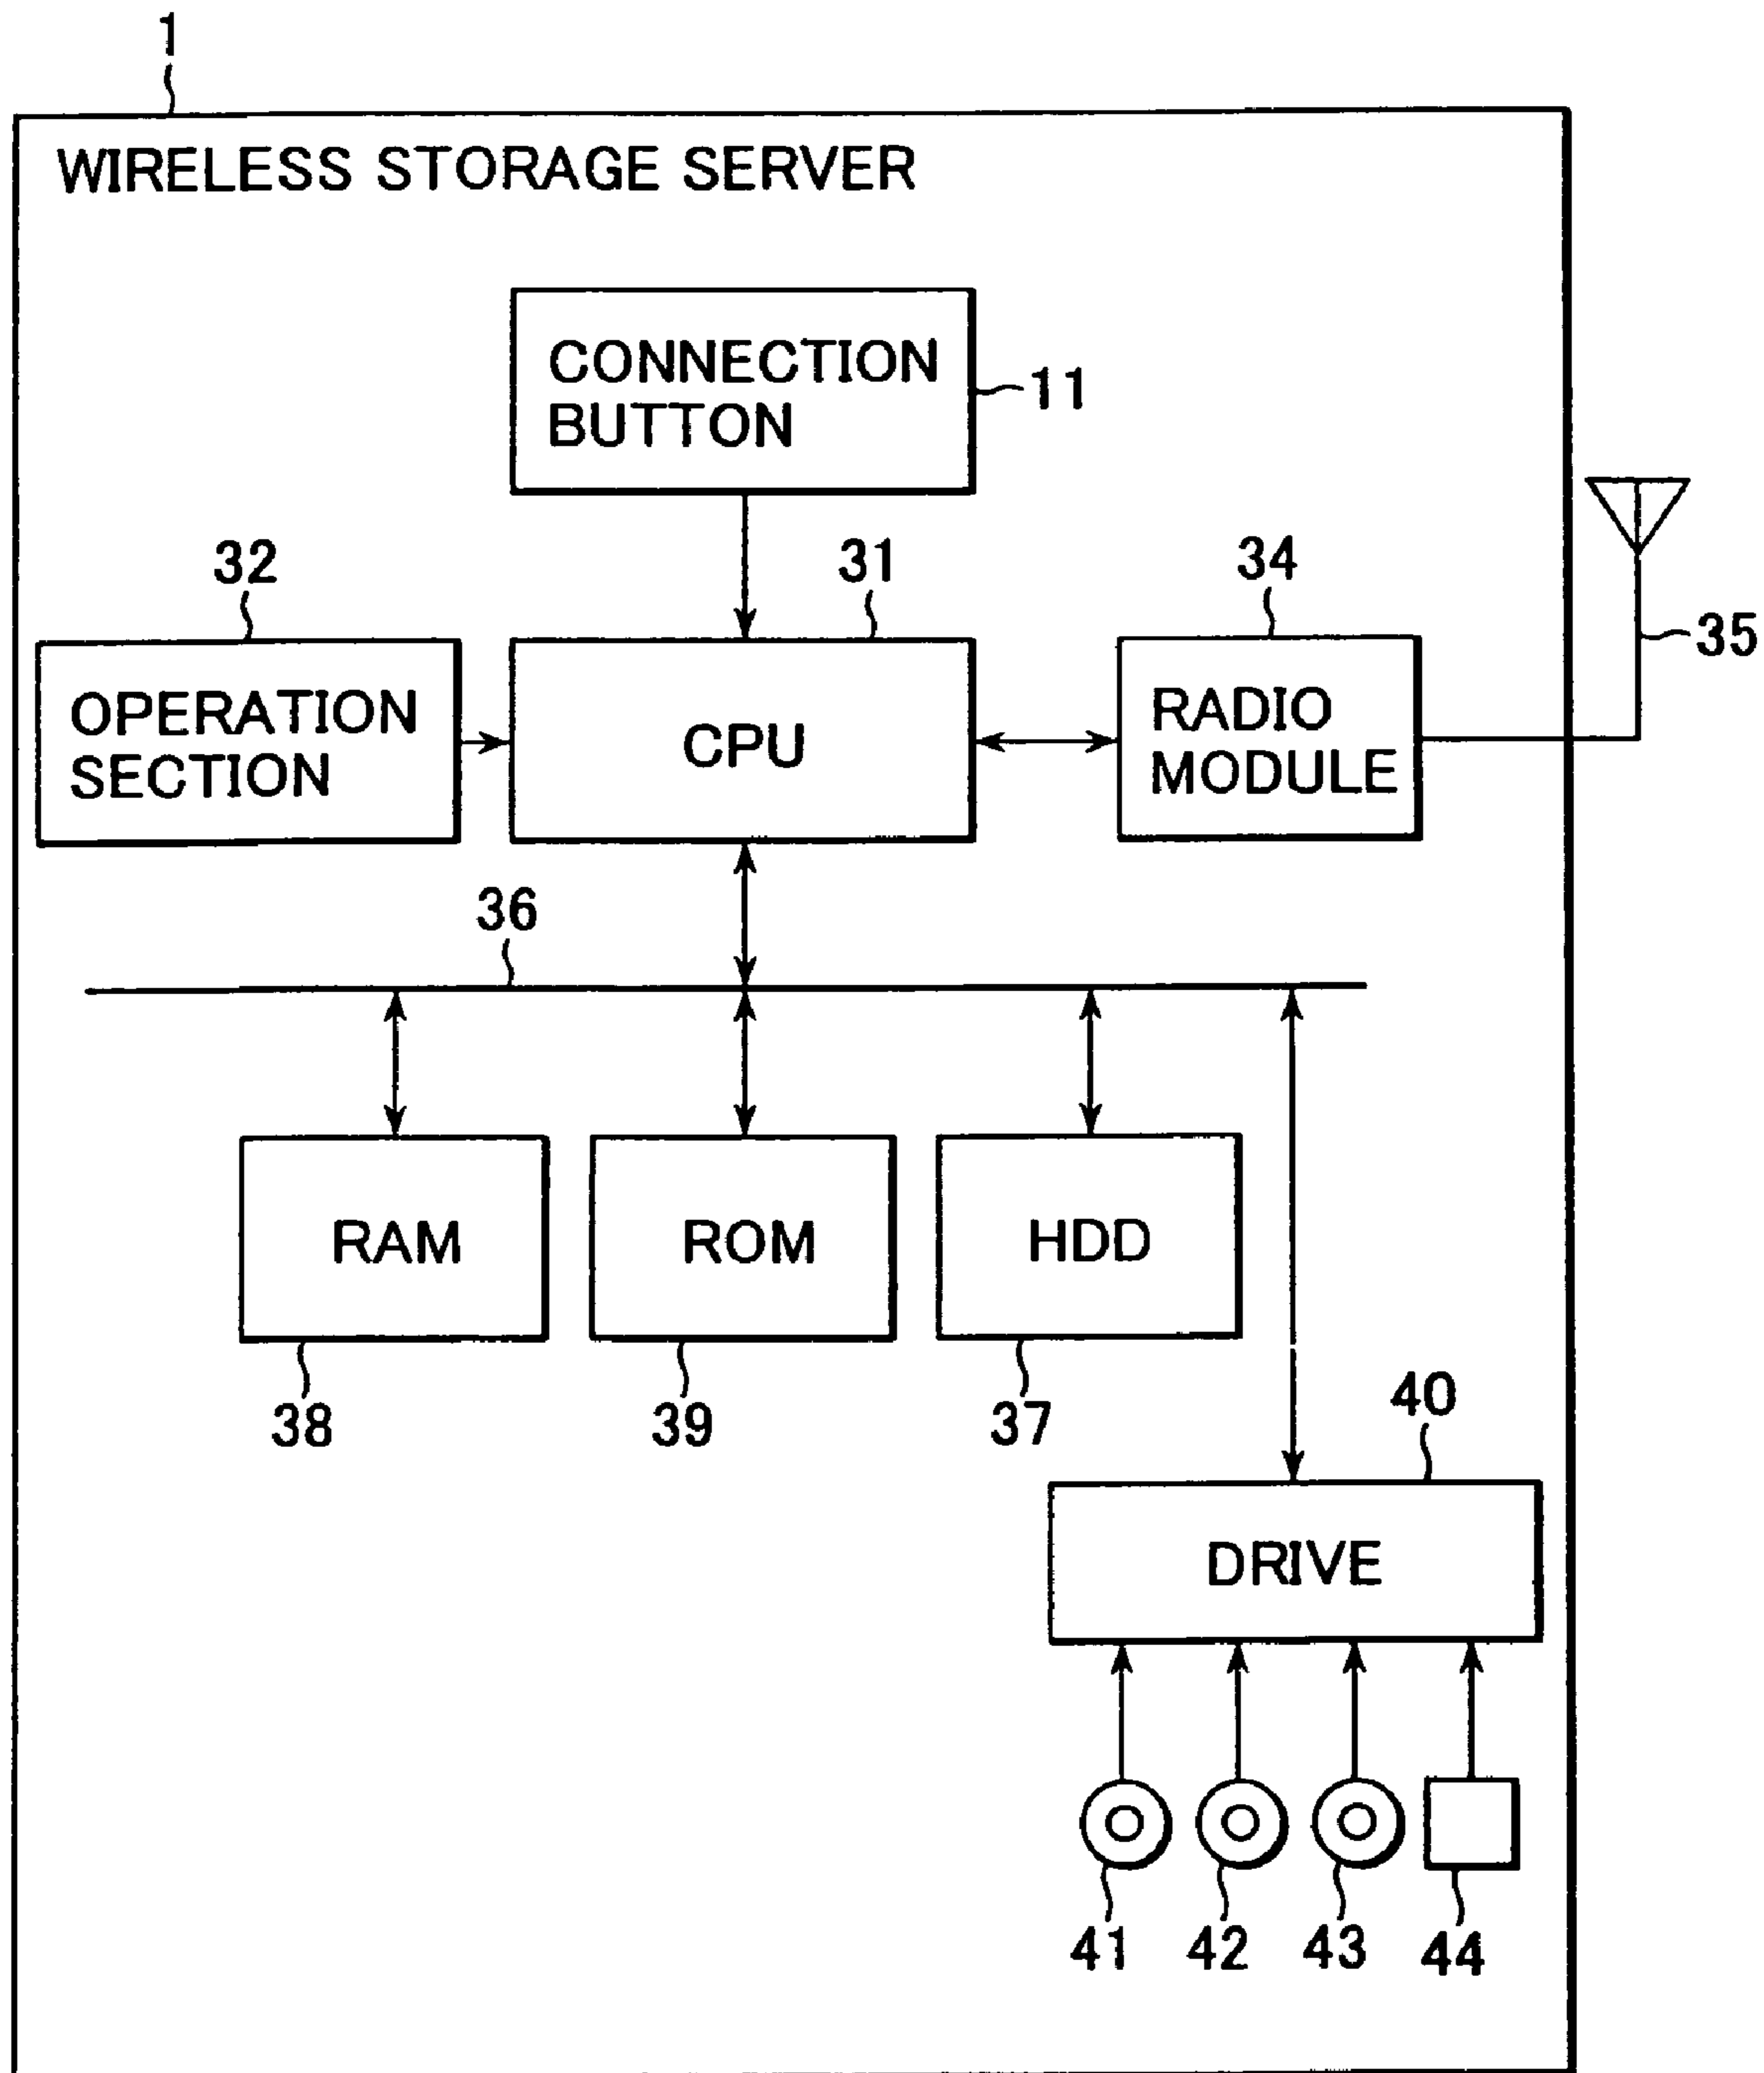 1
WIRELESS STORAGE SERVER
CONNECTION
BUTTON
11
32
31
34
35
OPERATION
SECTION
CPU
RADIO
MODULE
36
RAM
ROM
HDD
38
39
37
40
DRIVE
41
42
43
44